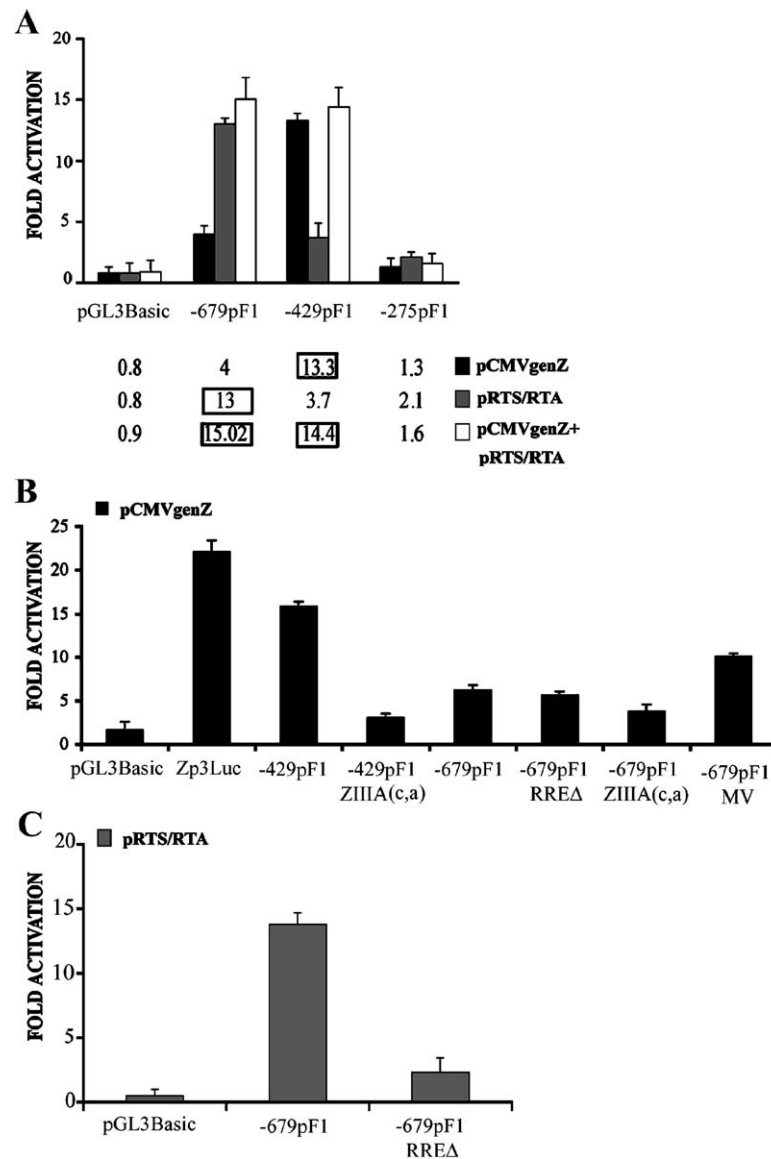 A
FOLD ACTIVATION
20
15
10
5
0
pGL3Basic -679pF1 -429pF1 -275pF1
0.8 4 13.3 1.3 pCMVgenZ
0.8 13 3.7 2.1 pRTS/RTA
0.9 15.02 14.4 1.6 pCMVgenZ+
pRTS/RTA
B
pCMVgenZ
FOLD ACTIVATION
25
20
15
10
5
0
pGL3Basic Zp3Luc -429pF1 -429pF1 -679pF1 -679pF1 -679pF1 -679pF1
ZIIIA(c,a) RREΔ ZIIIA(c,a) MV
C
pRTS/RTA
FOLD ACTIVATION
20
15
10
5
0
pGL3Basic -679pF1 -679pF1
RREΔ